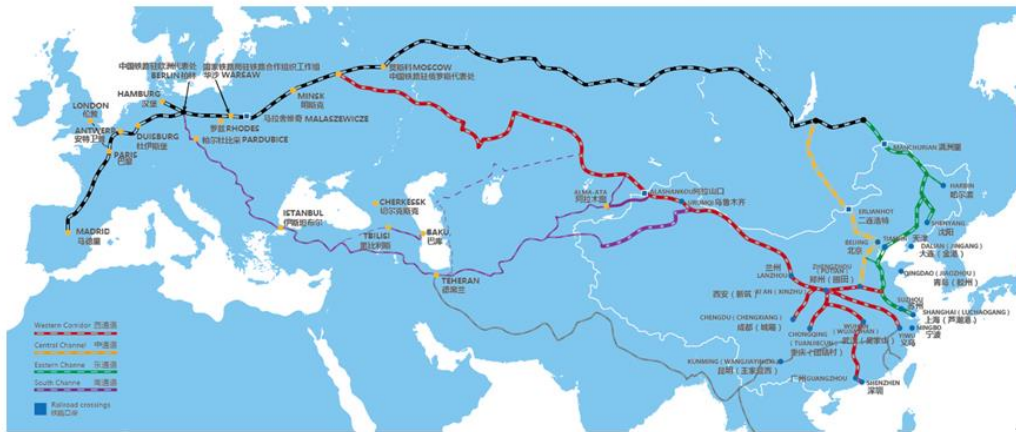 中国铁路驻欧洲代表处
BERLIN 柏林
国家铁路局驻铁路合作组织工作组
华沙 WARSAW
莫斯科 MOSCOW
中国铁路驻俄罗斯代表处
HAMBURG
汉堡
MINSK
明斯克
LONDON
伦敦
马拉舍维奇 MALASZEWICZE
罗兹 RHODES
ANTWERP
安特卫普
DUISBURG
杜伊斯堡
帕尔杜比采 PARDUBICE
PARIS
巴黎
MADRID
马德里
ISTANBUL
伊斯坦布尔
CHERKESSK
切尔克斯克
TBILISI
第比利斯
BAKU
巴库
TEHERAN
德黑兰
ALMA-ATA
阿拉木图
ALASHANKOU 阿拉山口
URUMQI 乌鲁木齐
MANCHURIAN 满洲里
HARBIN
哈尔滨
ERLIANHOT
二连浩特
SHENYANG
沈阳
BEIJING
北京
TIANJIN
天津
DALIAN (JINGANG)
大连（金港）
兰州
LANZHOU
ZHENGZHOU
(PUTIAN)
郑州（圃田）
QINGDAO (JIAOZHOU)
青岛（胶州）
西安（新筑） XI'AN (XINZHU)
SUZHOU
苏州
SHANGHAI (LUCHAOGANG)
上海（芦潮港）
CHENGDU (CHENGXIANG)
成都（城厢）
WUHAN
(WUJIASHAN)
武汉（吴家山）
NINGBO
宁波
YIWU
义乌
CHONGQING
(TUANJIECUN)
重庆（团结村）
KUNMING (WANGJIAYINGXI)
昆明（王家营西）
广州 GUANGZHOU
SHENZHEN
深圳
Western Corridor 西通道
Central Channel 中通道
Eastern Channel 东通道
South Channe 南通道
Railroad crossings
铁路口岸